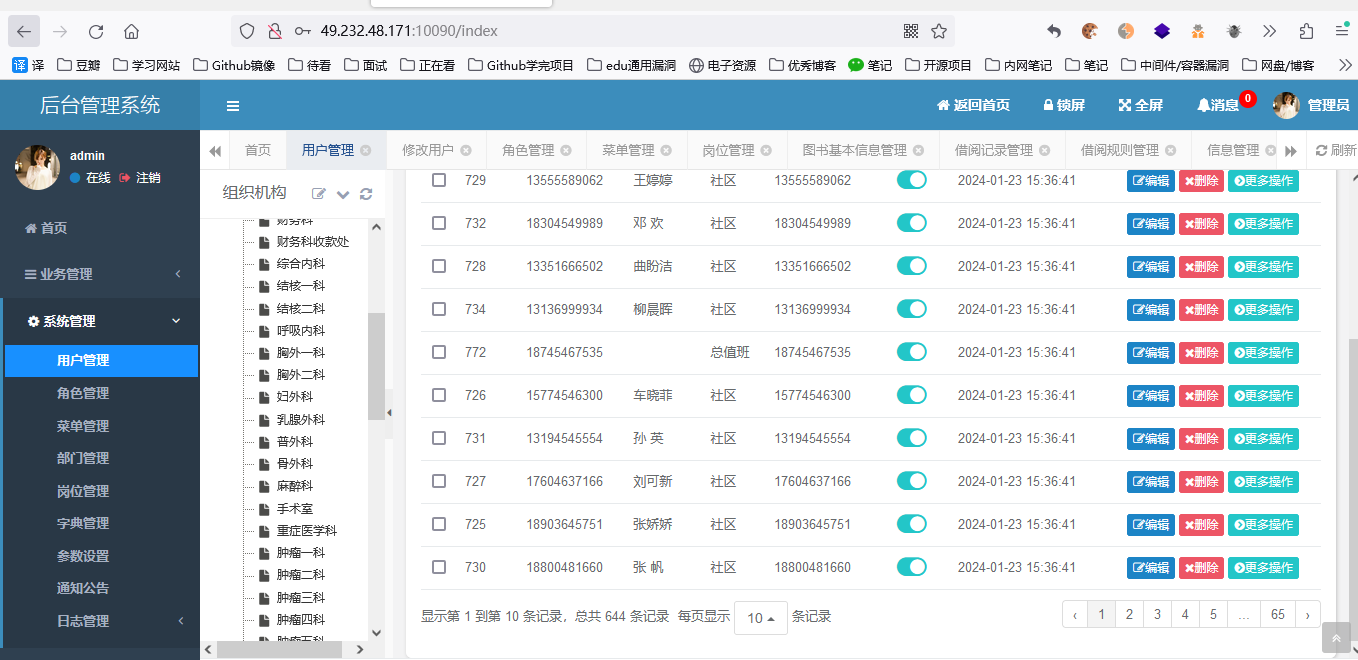 49.232.48.171:10090/index
译 译 豆瓣 学习网站 Github镜像 待看 面试 正在看 Github学完项目 edu通用漏洞 电子资源 优秀博客 笔记 开源项目 内网笔记 笔记 中间件/容器漏洞 网盘/博客
后台管理系统 返回首页 锁屏 全屏 消息 0 管理员
首页 用户管理 修改用户 角色管理 菜单管理 岗位管理 图书基本信息管理 借阅记录管理 借阅规则管理 信息管理 刷新
admin
在线 注销
首页
业务管理
系统管理
用户管理
角色管理
菜单管理
部门管理
岗位管理
字典管理
参数设置
通知公告
日志管理
组织机构
财务科
财务科收款处
综合内科
结核一科
结核二科
呼吸内科
胸外一科
胸外二科
妇外科
乳腺外科
普外科
骨外科
麻醉科
手术室
重症医学科
肿瘤一科
肿瘤二科
肿瘤三科
肿瘤四科
肿瘤五科
729 13555589062 王婷婷 社区 13555589062 2024-01-23 15:36:41 编辑 删除 更多操作
732 18304549989 邓 欢 社区 18304549989 2024-01-23 15:36:41 编辑 删除 更多操作
728 13351666502 曲盼洁 社区 13351666502 2024-01-23 15:36:41 编辑 删除 更多操作
734 13136999934 柳晨晖 社区 13136999934 2024-01-23 15:36:41 编辑 删除 更多操作
772 18745467535 总值班 18745467535 2024-01-23 15:36:41 编辑 删除 更多操作
726 15774546300 车晓菲 社区 15774546300 2024-01-23 15:36:41 编辑 删除 更多操作
731 13194545554 孙 英 社区 13194545554 2024-01-23 15:36:41 编辑 删除 更多操作
727 17604637166 刘可新 社区 17604637166 2024-01-23 15:36:41 编辑 删除 更多操作
725 18903645751 张娇娇 社区 18903645751 2024-01-23 15:36:41 编辑 删除 更多操作
730 18800481660 张 帆 社区 18800481660 2024-01-23 15:36:41 编辑 删除 更多操作
显示第 1 到第 10 条记录，总共 644 条记录 每页显示 10 条记录 ‹ 1 2 3 4 5 ... 65 ›